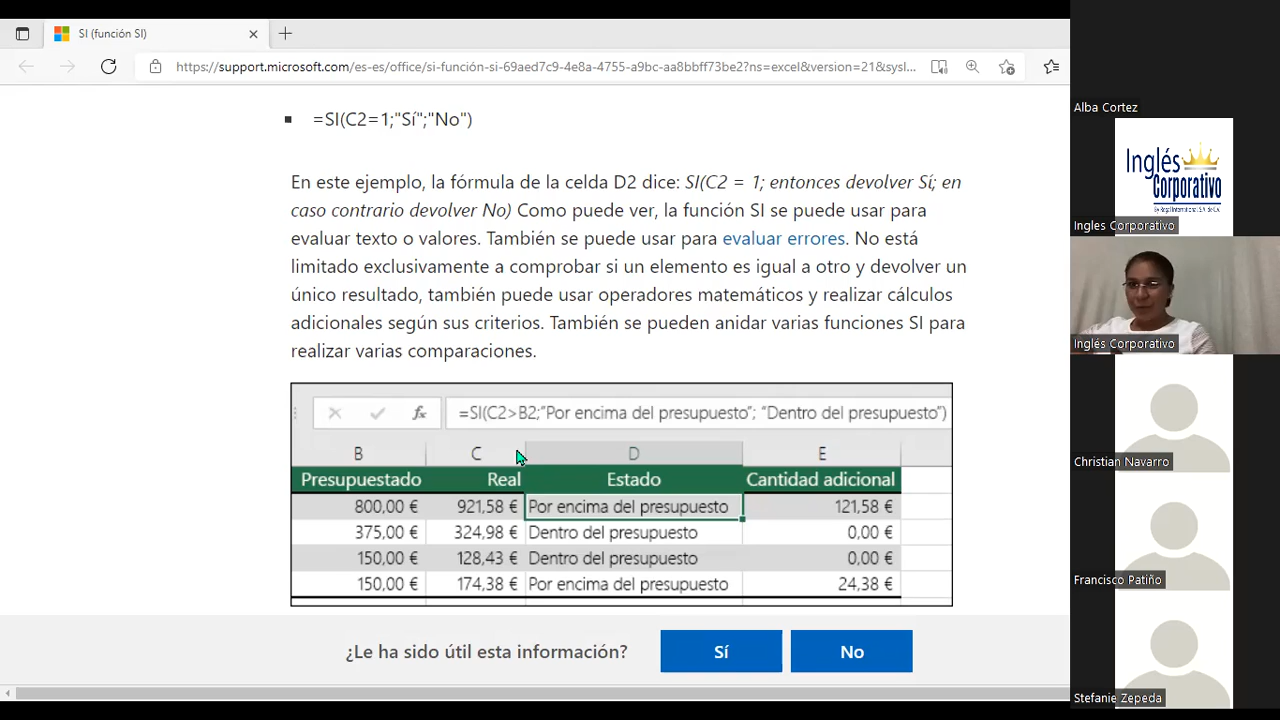 SI (función SI)
https://support.microsoft.com/es-es/office/si-función-si-69aed7c9-4e8a-4755-a9bc-aa8bbff73be2?ns=excel&version=21&sysl...
=SI(C2=1;"Sí";"No")
En este ejemplo, la fórmula de la celda D2 dice: SI(C2 = 1; entonces devolver Sí; en
caso contrario devolver No) Como puede ver, la función SI se puede usar para
evaluar texto o valores. También se puede usar para evaluar errores. No está
limitado exclusivamente a comprobar si un elemento es igual a otro y devolver un
único resultado, también puede usar operadores matemáticos y realizar cálculos
adicionales según sus criterios. También se pueden anidar varias funciones SI para
realizar varias comparaciones.
fx =SI(C2>B2;"Por encima del presupuesto"; "Dentro del presupuesto")
B C D E
Presupuestado Real Estado Cantidad adicional
800,00 € 921,58 € Por encima del presupuesto 121,58 €
375,00 € 324,98 € Dentro del presupuesto 0,00 €
150,00 € 128,43 € Dentro del presupuesto 0,00 €
150,00 € 174,38 € Por encima del presupuesto 24,38 €
¿Le ha sido útil esta información? Sí No
Alba Cortez
Inglés
Corporativo
By Regal International, S.A. de C.V.
Ingles Corporativo
Inglés Corporativo
Christian Navarro
Francisco Patiño
Stefanie Zepeda